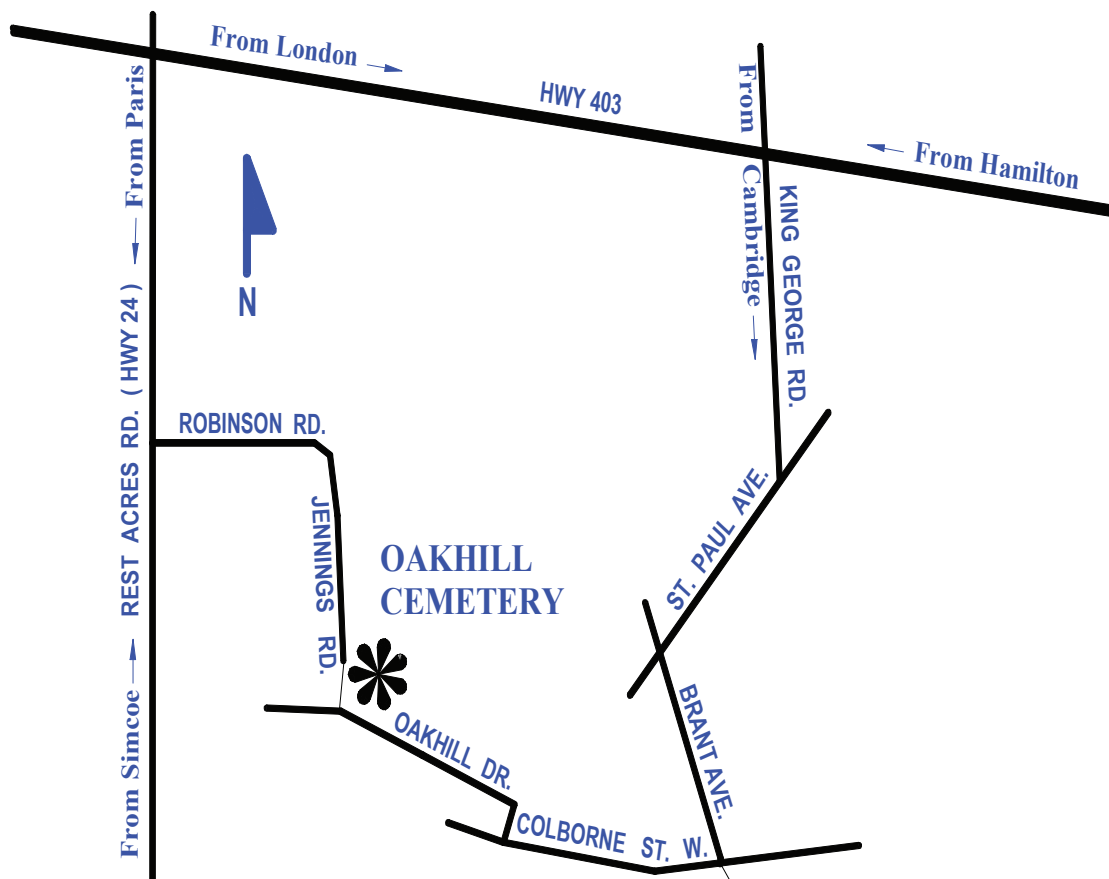 From London →
HWY 403
From
Cambridge →
← From Hamilton
KING GEORGE RD.
← From Paris
N
REST ACRES RD. ( HWY 24 )
From Simcoe →
ROBINSON RD.
JENNINGS RD.
OAKHILL
CEMETERY
ST. PAUL AVE.
BRANT AVE.
OAKHILL DR.
COLBORNE ST. W.